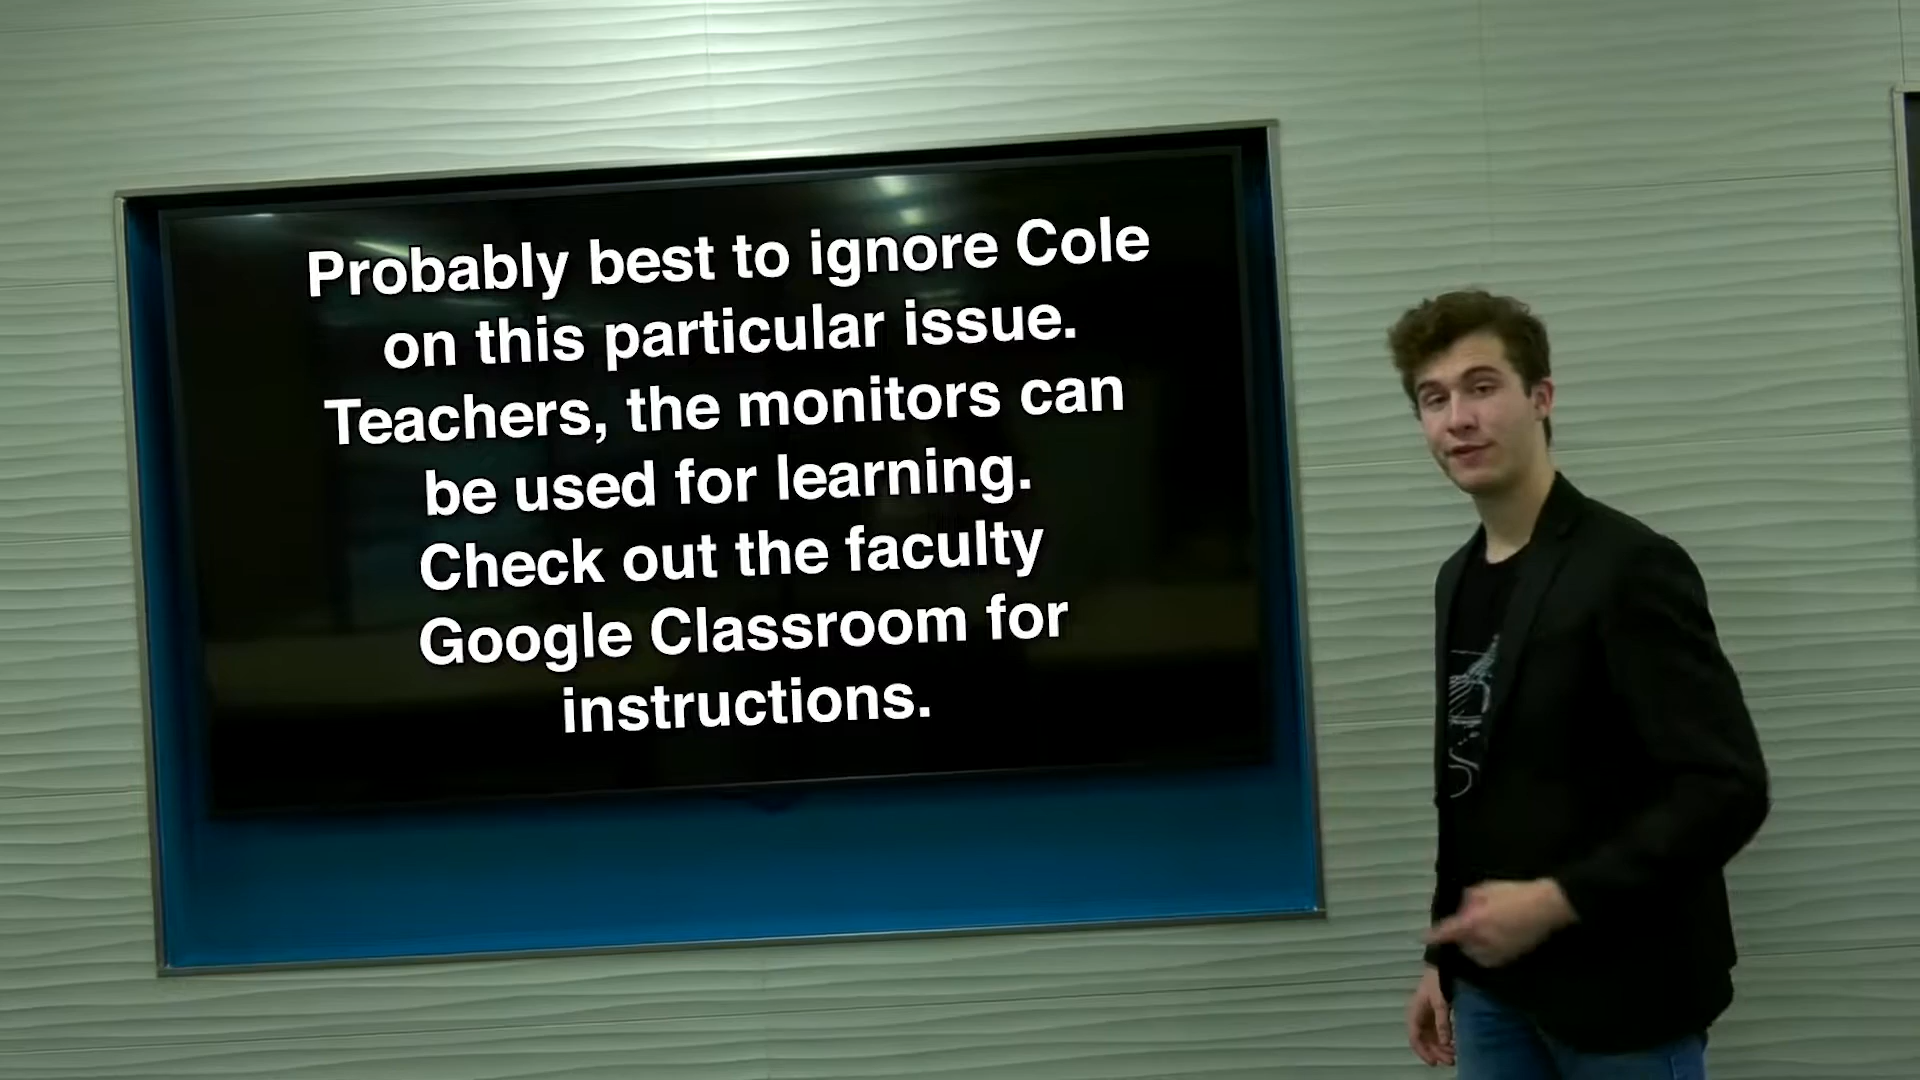 Probably best to ignore Cole
on this particular issue.
Teachers, the monitors can
be used for learning.
Check out the faculty
Google Classroom for
instructions.